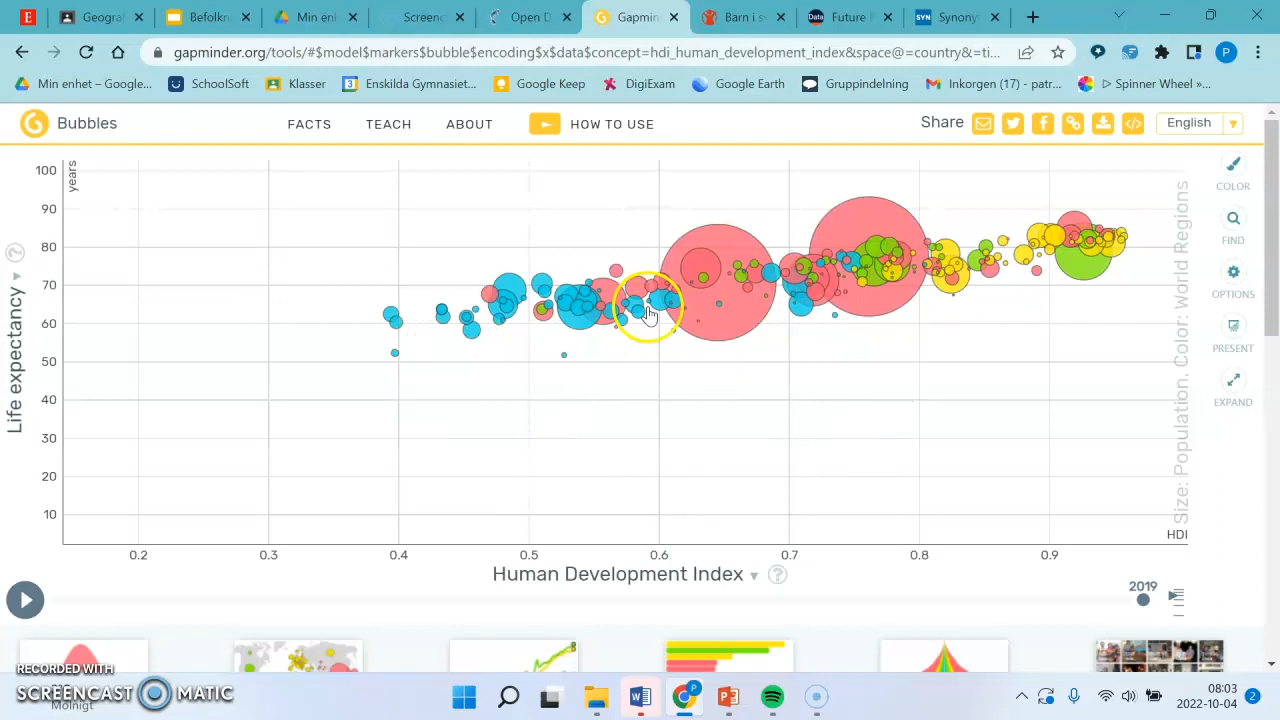 Geogra
Befolkn
Screenc
Open D
Gapmin
Barn i s
Data Future
SYN Synony
gapminder.org/tools/#$model$markers$bubble$encoding$x$data$concept=hdi_human_development_index&space@=country&=ti...
P
Min enhet – Google...
SchoolSoft
Klasser
Enskilda Gymnasiet...
Google Keep
DigiExam
Google Earth
Gruppindelning
Inkorgen (17) - patr...
Spinner Wheel »...
Bubbles
FACTS
TEACH
ABOUT
HOW TO USE
Share
English
100
90
80
70
60
50
40
30
20
10
years
Life expectancy
?
Size: Population, Color: World Regions
COLOR
FIND
OPTIONS
PRESENT
EXPAND
HDI
0.2
0.3
0.4
0.5
0.6
0.7
0.8
0.9
Human Development Index
?
2019
RECORDED WITH
SCREENCAST MATIC
Molnigt
08:03
2022-10-04
2